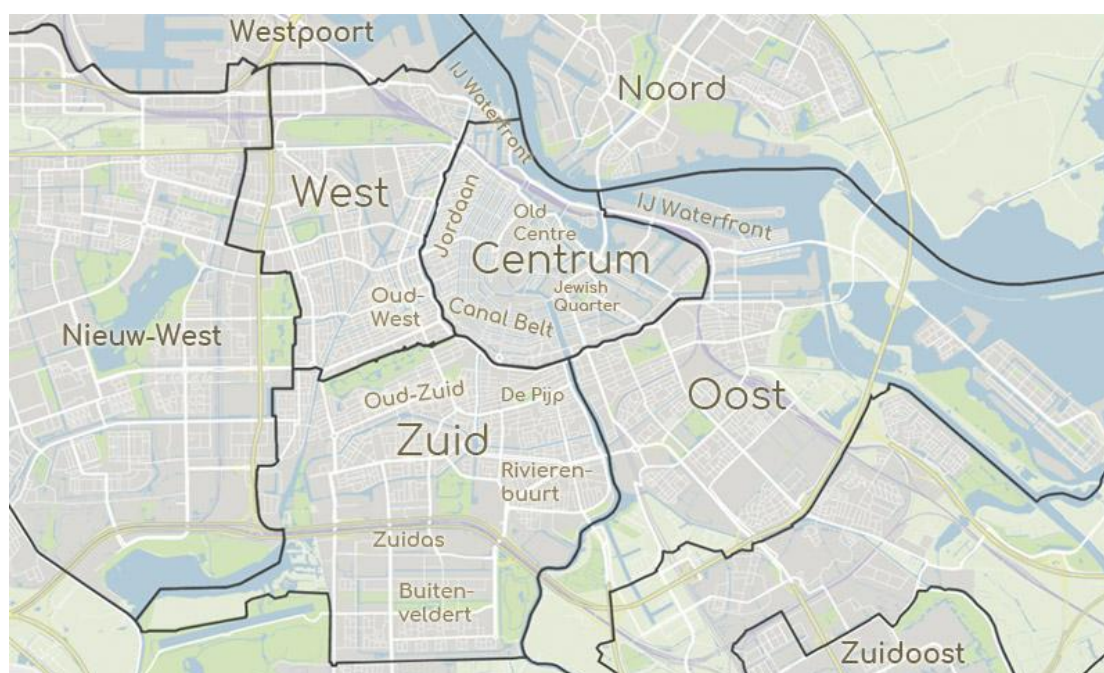 Westpoort
Noord
IJ Waterfront
West
Jordaan
IJ Waterfront
Old
Centre
Centrum
Jewish
Quarter
Oud-
West
Canal Belt
Nieuw-West
Oud-Zuid
De Pijp
Oost
Zuid
Rivieren-
buurt
Zuidas
Buiten-
veldert
Zuidoost